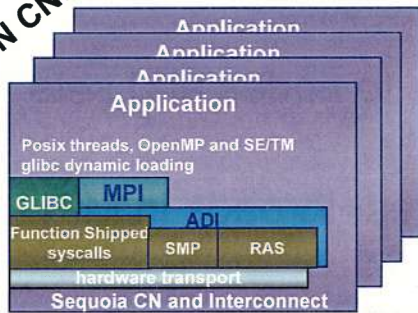 N CN
Application
Application
Application
Application
Posix threads, OpenMP and SE/TM
glibc dynamic loading
GLIBC
MPI
ADI
Function Shipped
syscalls
SMP
RAS
hardware transport
Sequoia CN and Interconnect